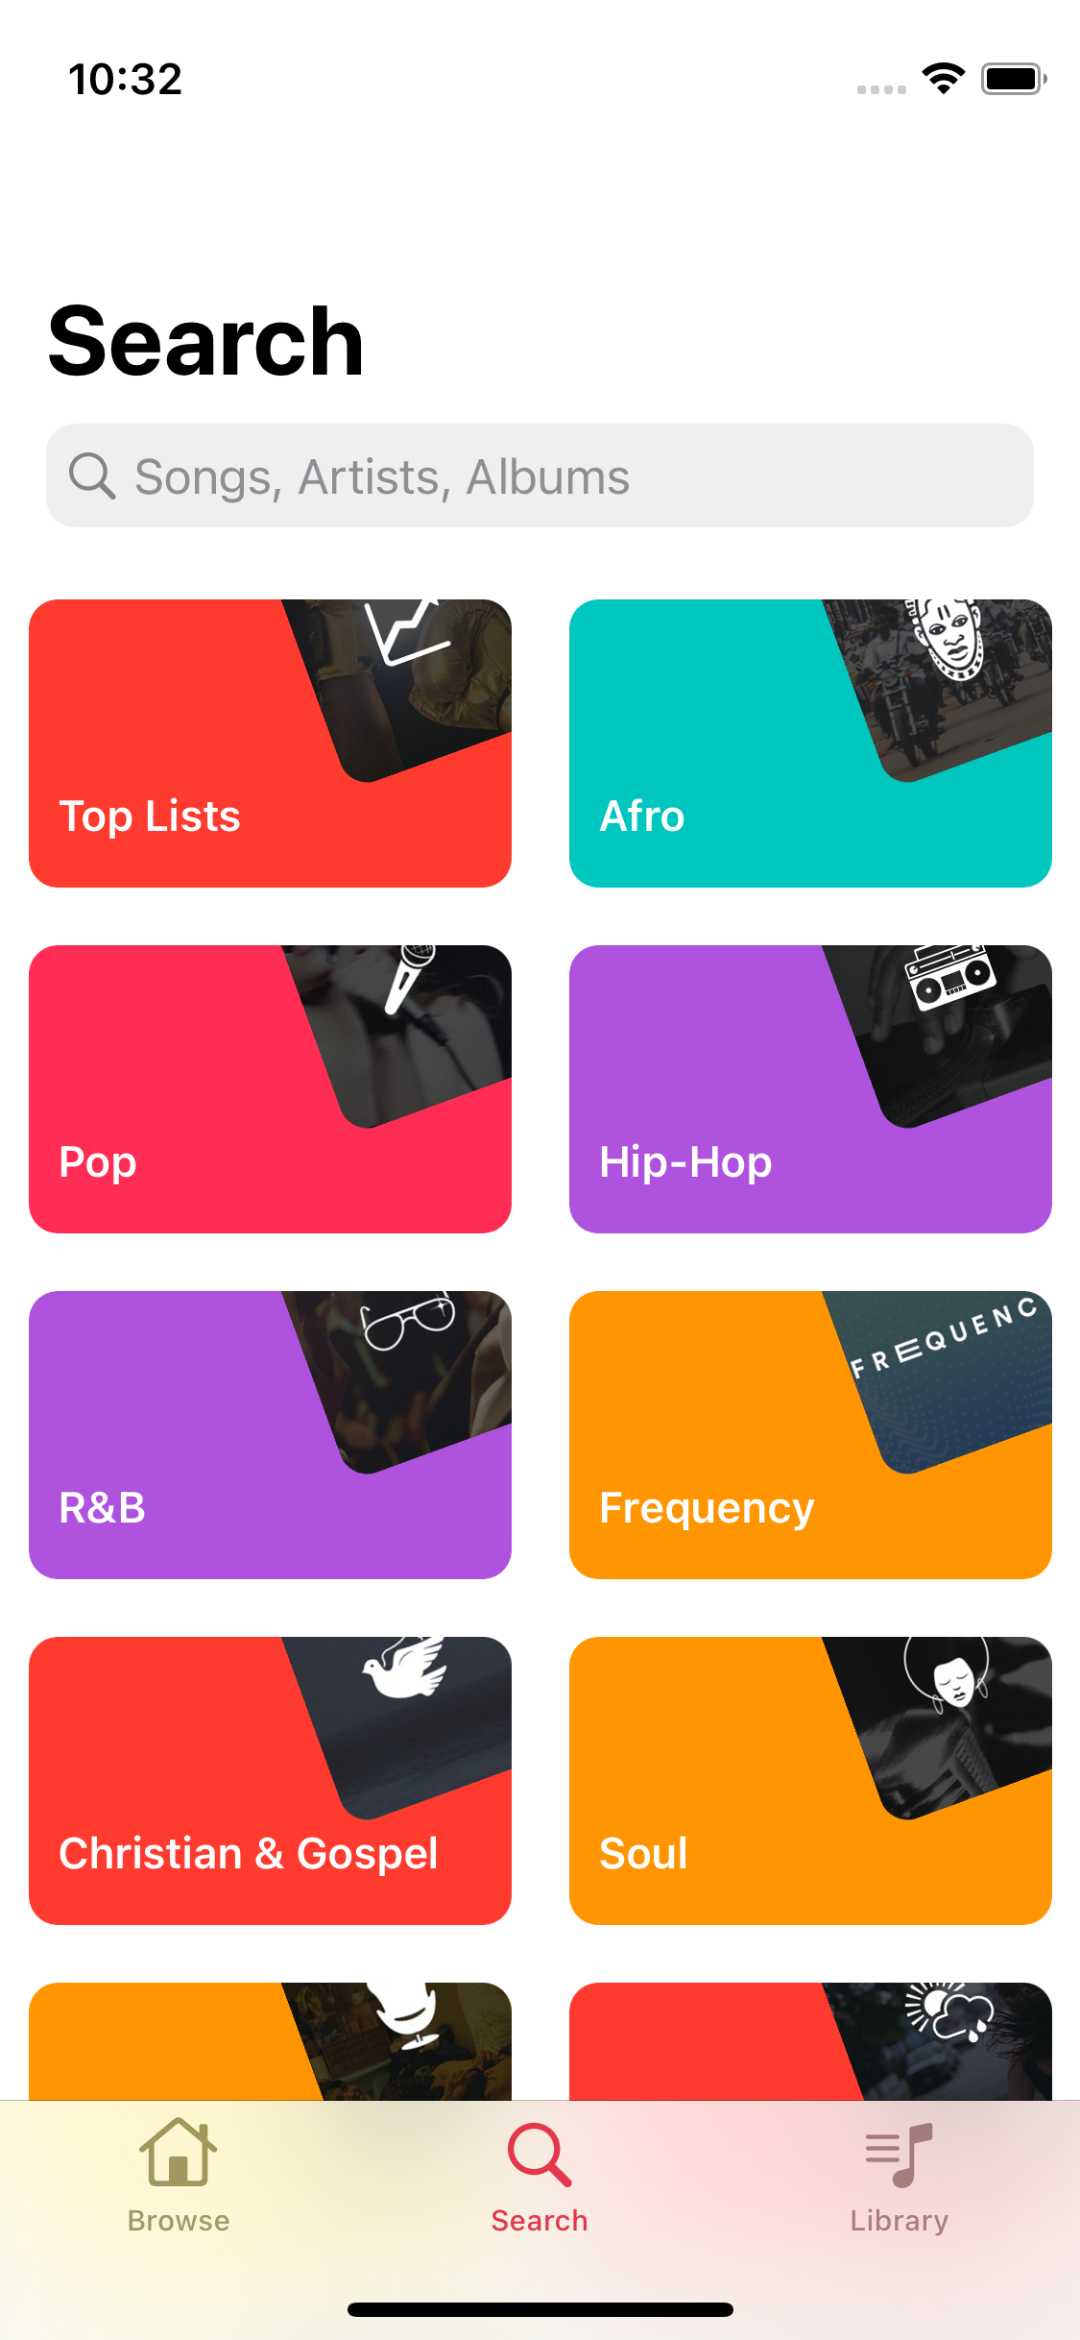 10:32
Search
Songs, Artists, Albums
Top Lists
Afro
Pop
Hip-Hop
FREQUENC
R&B
Frequency
Christian & Gospel
Soul
Browse
Search
Library